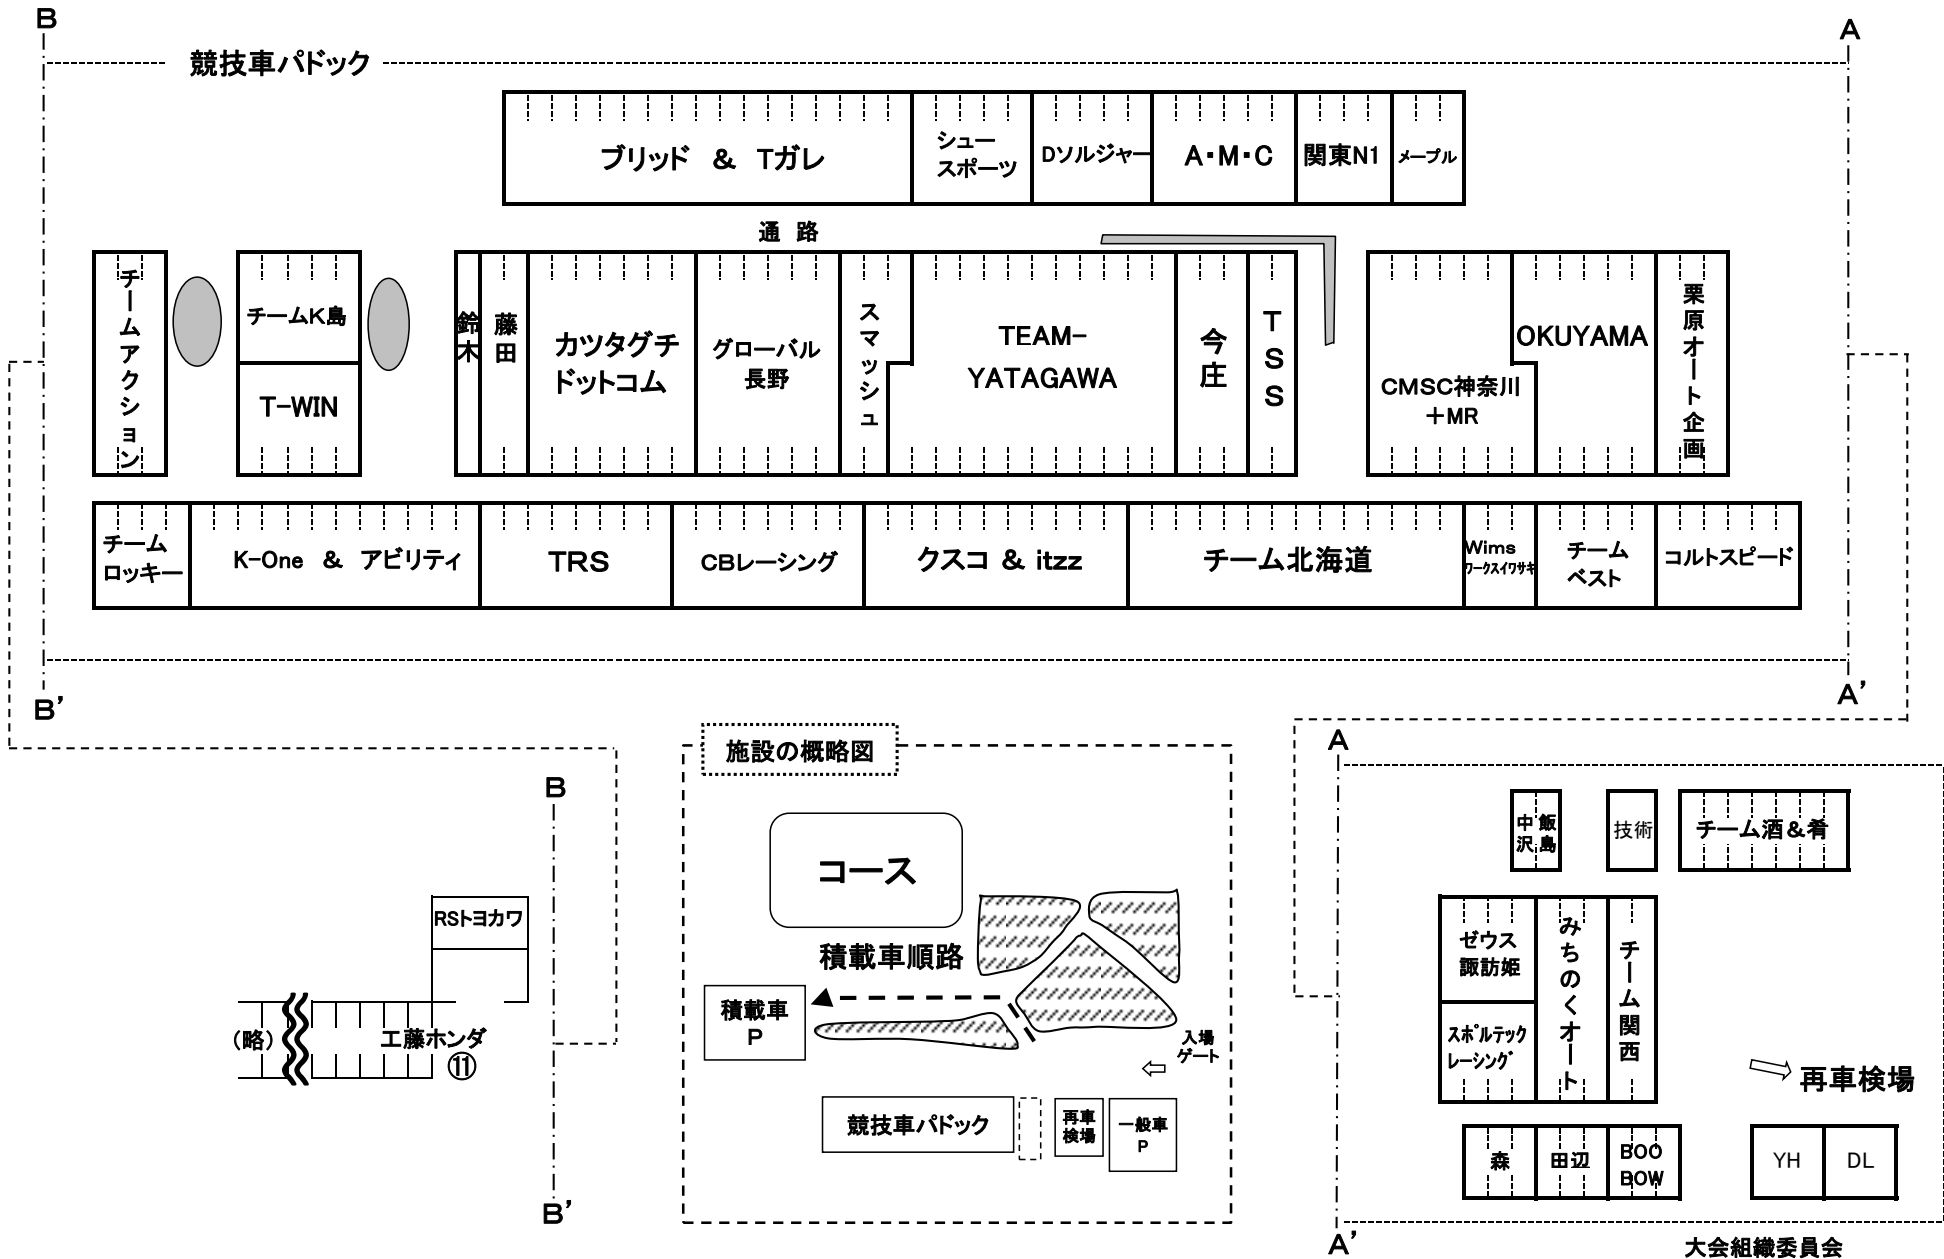 B
A
競技車パドック
ブリッド ＆ Tガレ
シュー
スポーツ
Dソルジャー
A・M・C
関東N1
メープル
通 路
チームアクション
チームK島
T-WIN
鈴木
藤田
カツタグチ
ドットコム
グローバル
長野
スマッシュ
TEAM-
YATAGAWA
今庄
TSS
CMSC神奈川
＋MR
OKUYAMA
栗原オート企画
チーム
ロッキー
K-One ＆ アビリティ
TRS
CBレーシング
クスコ ＆ itzz
チーム北海道
Wims
ワークスイワサキ
チーム
ベスト
コルトスピード
B'
A'
B
RSトヨカワ
(略)
工藤ホンダ
⑪
B'
施設の概略図
コース
積載車順路
積載車
P
入場
ゲート
競技車パドック
再車
検場
一般車
P
A
中沢
飯島
技術
チーム酒＆肴
ゼウス
諏訪姫
スポルテック
レーシング
みちのくオート
チーム関西
再車検場
森
田辺
BOO
BOW
YH
DL
A'
大会組織委員会